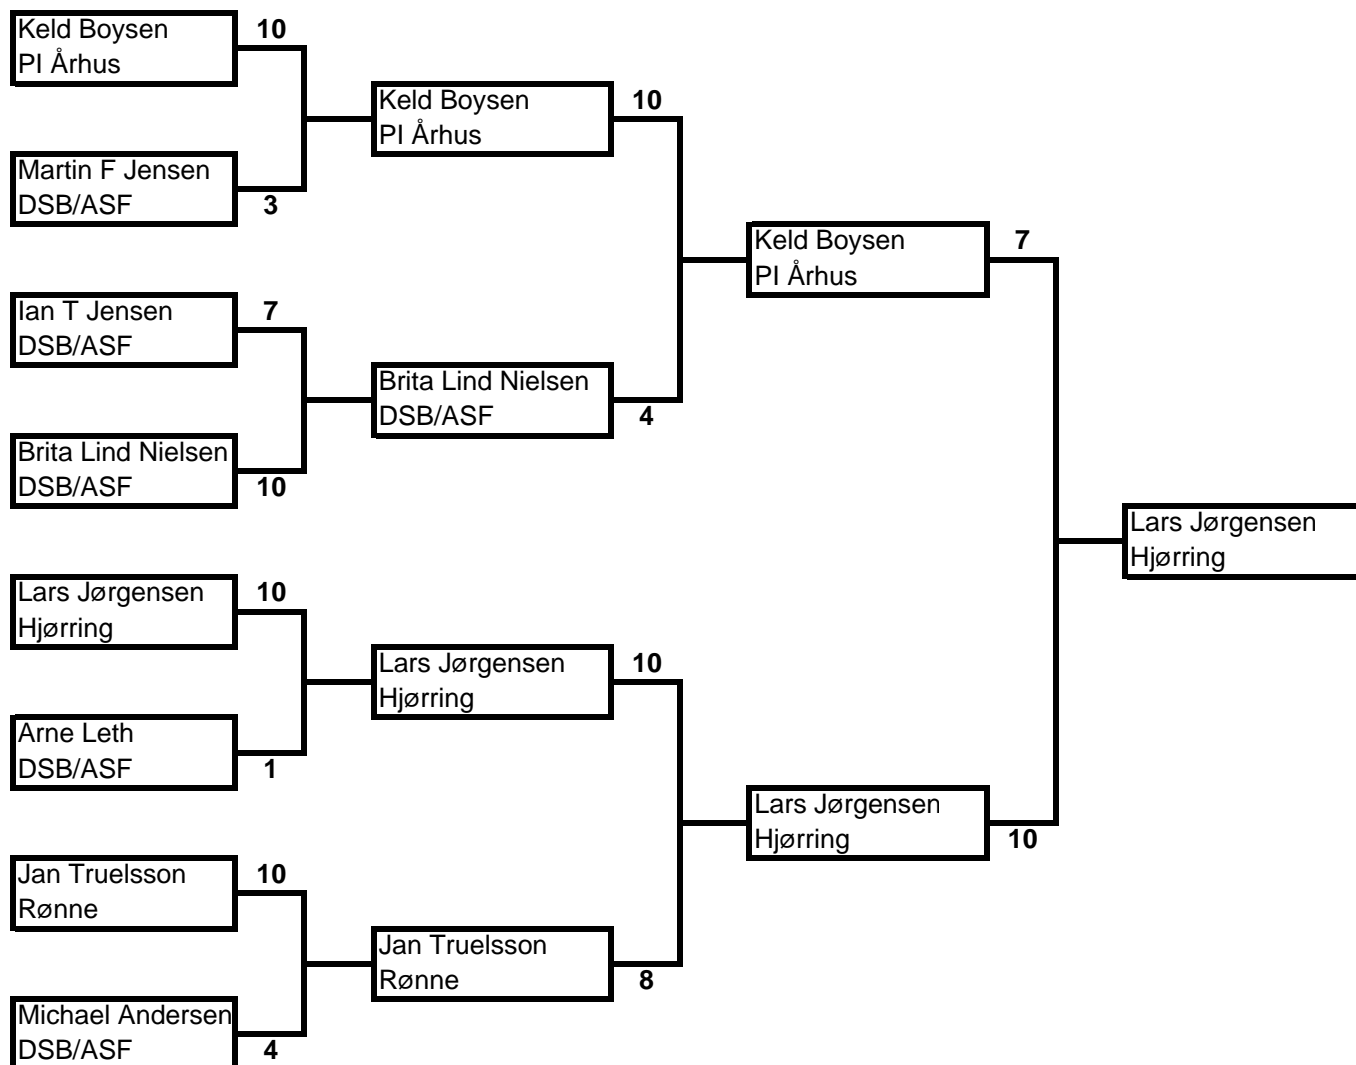 Keld Boysen
PI Århus
10
Martin F Jensen
DSB/ASF
3
Ian T Jensen
DSB/ASF
7
Brita Lind Nielsen
DSB/ASF
10
Lars Jørgensen
Hjørring
10
Arne Leth
DSB/ASF
1
Jan Truelsson
Rønne
10
Michael Andersen
DSB/ASF
4
Keld Boysen
PI Århus
10
Brita Lind Nielsen
DSB/ASF
4
Lars Jørgensen
Hjørring
10
Jan Truelsson
Rønne
8
Keld Boysen
PI Århus
7
Lars Jørgensen
Hjørring
10
Lars Jørgensen
Hjørring